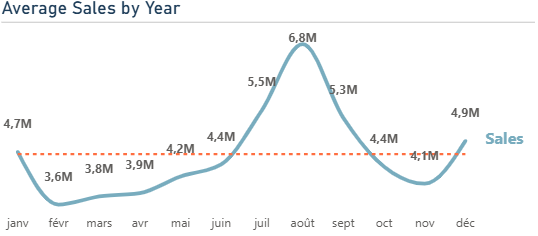 Average Sales by Year
6,8M
5,5M
5,3M
4,9M
4,7M
4,4M
4,4M
Sales
4,2M
4,1M
3,9M
3,8M
3,6M
janv févr mars avr mai juin juil août sept oct nov déc